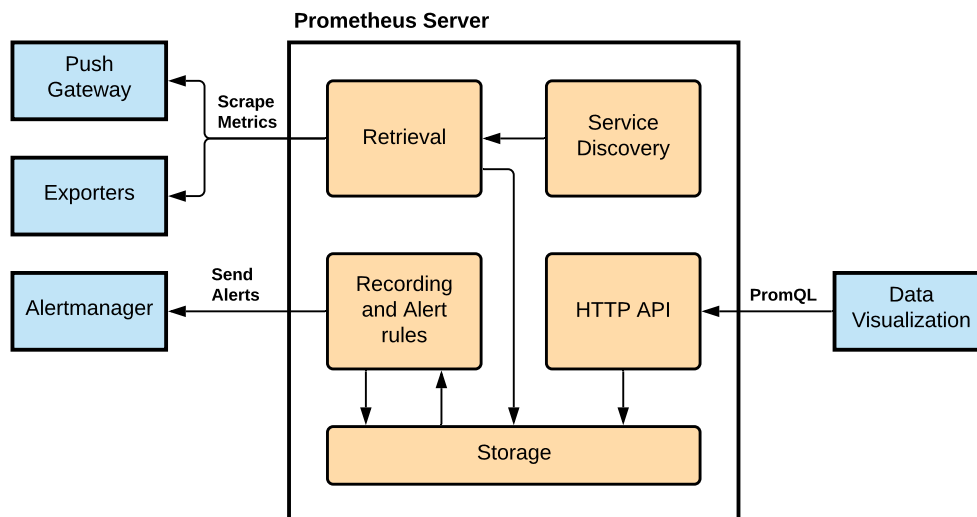 Prometheus Server
Push
Gateway
Scrape
Metrics
Retrieval
Service
Discovery
Exporters
Send
Alerts
Alertmanager
Recording
and Alert
rules
HTTP API
PromQL
Data
Visualization
Storage